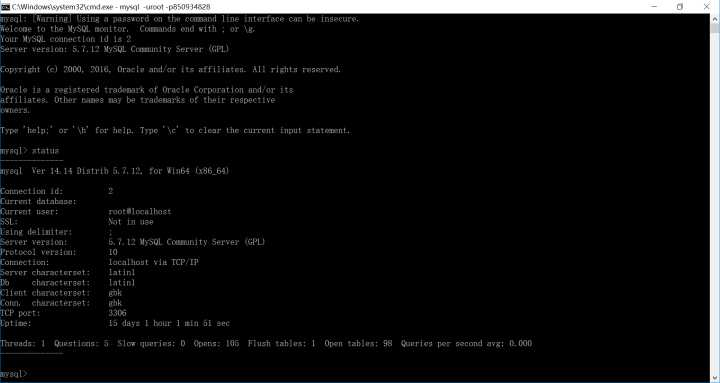 C:\Windows\system32\cmd.exe - mysql -uroot -p850934828
mysql: [Warning] Using a password on the command line interface can be insecure.
Welcome to the MySQL monitor.  Commands end with ; or \g.
Your MySQL connection id is 2
Server version: 5.7.12 MySQL Community Server (GPL)
Copyright (c) 2000, 2016, Oracle and/or its affiliates. All rights reserved.
Oracle is a registered trademark of Oracle Corporation and/or its
affiliates. Other names may be trademarks of their respective
owners.
Type 'help;' or '\h' for help. Type '\c' to clear the current input statement.
mysql> status
--------------
mysql  Ver 14.14 Distrib 5.7.12, for Win64 (x86_64)
Connection id:          2
Current database:
Current user:           root@localhost
SSL:                    Not in use
Using delimiter:        ;
Server version:         5.7.12 MySQL Community Server (GPL)
Protocol version:       10
Connection:             localhost via TCP/IP
Server characterset:    latin1
Db     characterset:    latin1
Client characterset:    gbk
Conn.  characterset:    gbk
TCP port:               3306
Uptime:                 15 days 1 hour 1 min 51 sec
Threads: 1  Questions: 5  Slow queries: 0  Opens: 105  Flush tables: 1  Open tables: 98  Queries per second avg: 0.000
--------------
mysql>